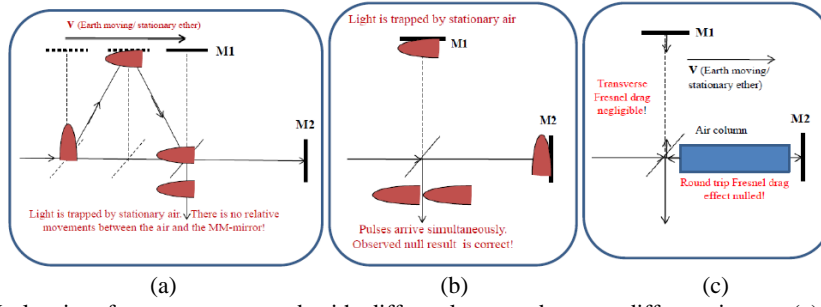 V (Earth moving/ stationary ether)
M1
M2
Light is trapped by stationary air. There is no relative
movements between the air and the MM-mirror!
Light is trapped by stationary air
M1
M2
Pulses arrive simultaneously.
Observed null result is correct!
M1
V (Earth moving/
stationary ether)
Transverse
Fresnel drag
negligible!
M2
Air column
Round trip Fresnel drag
effect nulled!
(a)
(b)
(c)